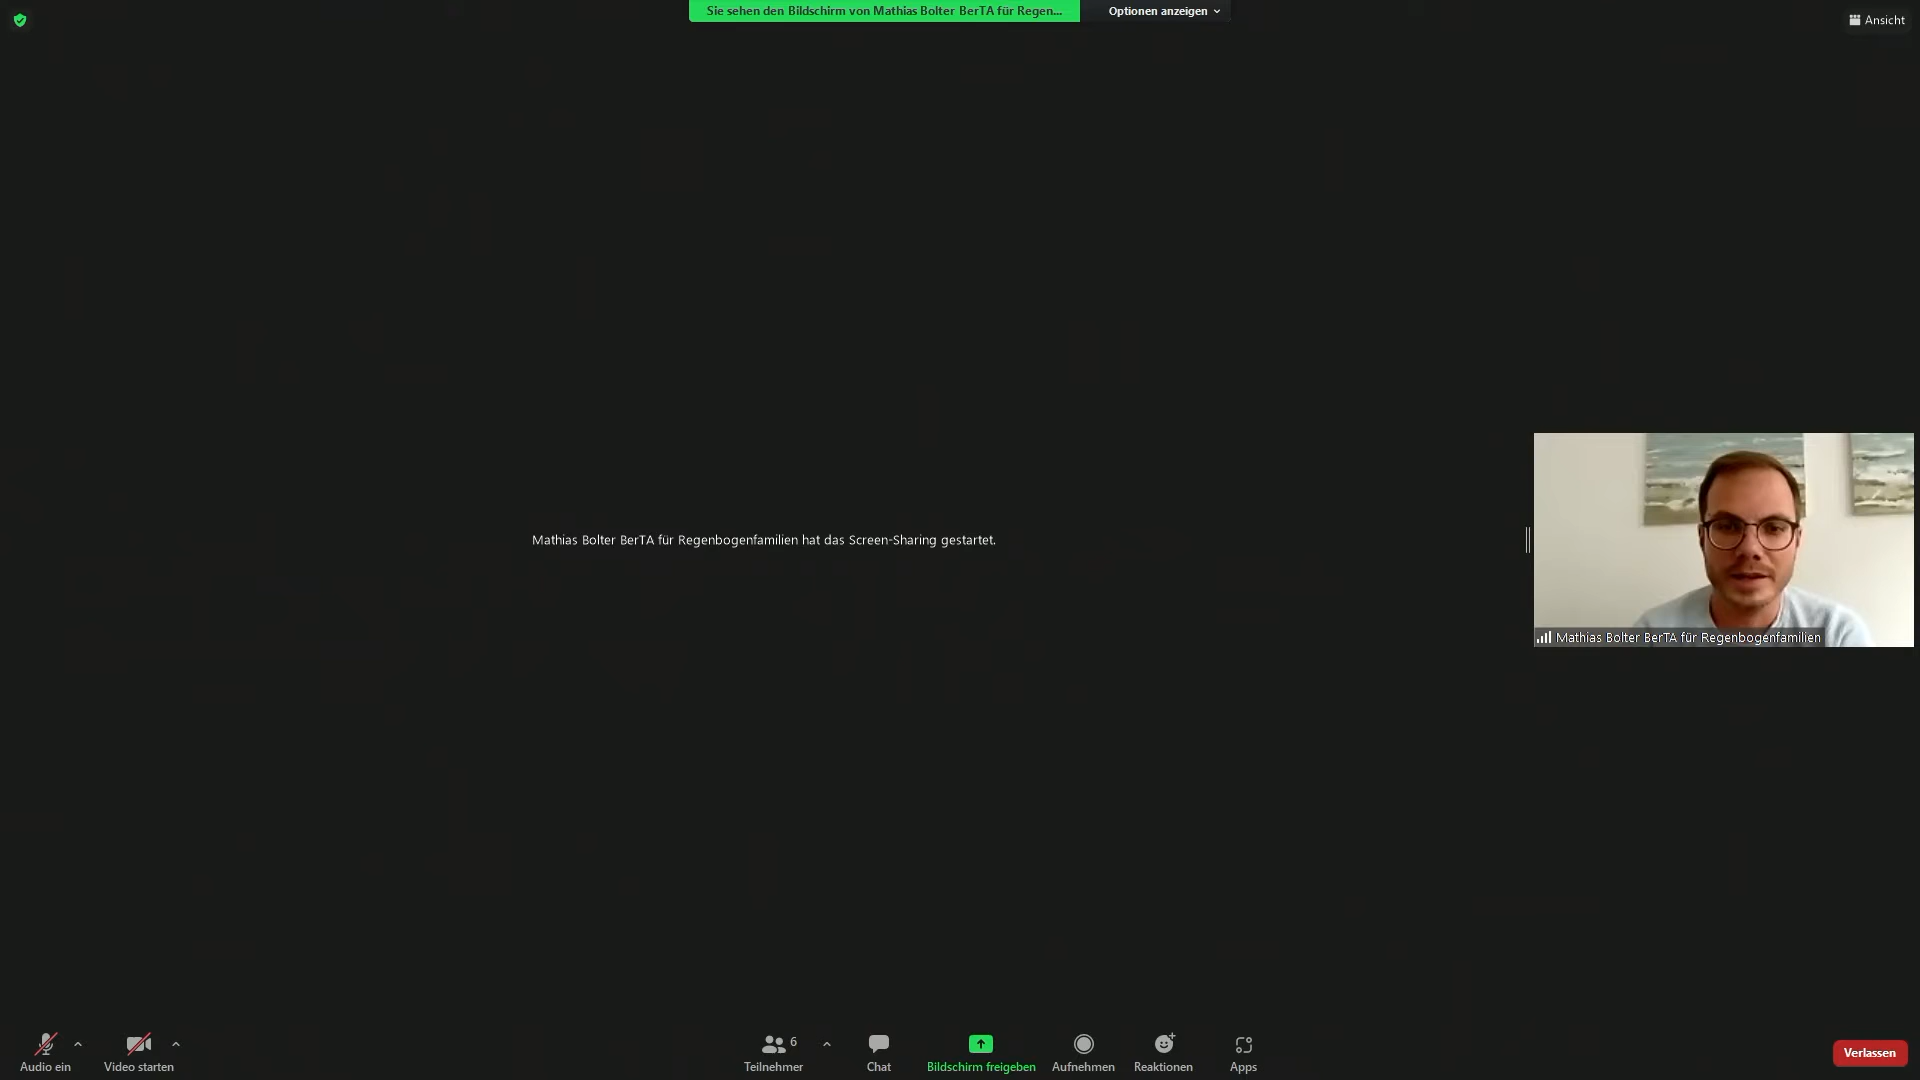 Sie sehen den Bildschirm von Mathias Bolter BerTA für Regen...
Optionen anzeigen
Ansicht
Mathias Bolter BerTA für Regenbogenfamilien hat das Screen-Sharing gestartet.
Mathias Bolter BerTA für Regenbogenfamilien
Audio ein
Video starten
6
Teilnehmer
Chat
Bildschirm freigeben
Aufnehmen
Reaktionen
Apps
Verlassen